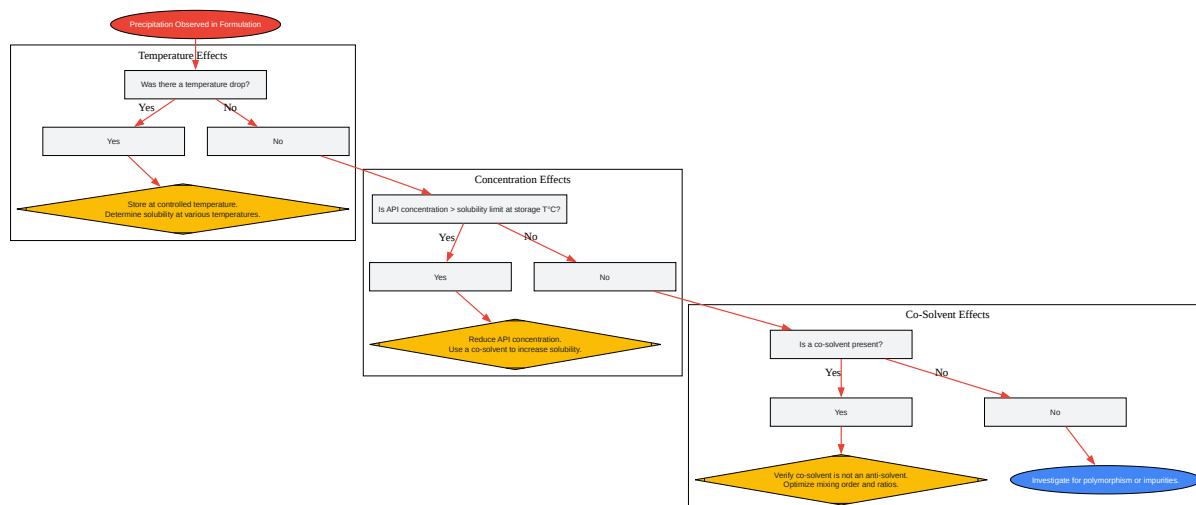 Precipitation Observed in Formulation
Temperature Effects
Was there a temperature drop?
Yes
No
Yes
No
Store at controlled temperature.
Determine solubility at various temperatures.
Concentration Effects
Is API concentration > solubility limit at storage T°C?
Yes
No
Yes
No
Reduce API concentration.
Use a co-solvent to increase solubility.
Co-Solvent Effects
Is a co-solvent present?
Yes
No
Yes
No
Verify co-solvent is not an anti-solvent.
Optimize mixing order and ratios.
Investigate for polymorphism or impurities.